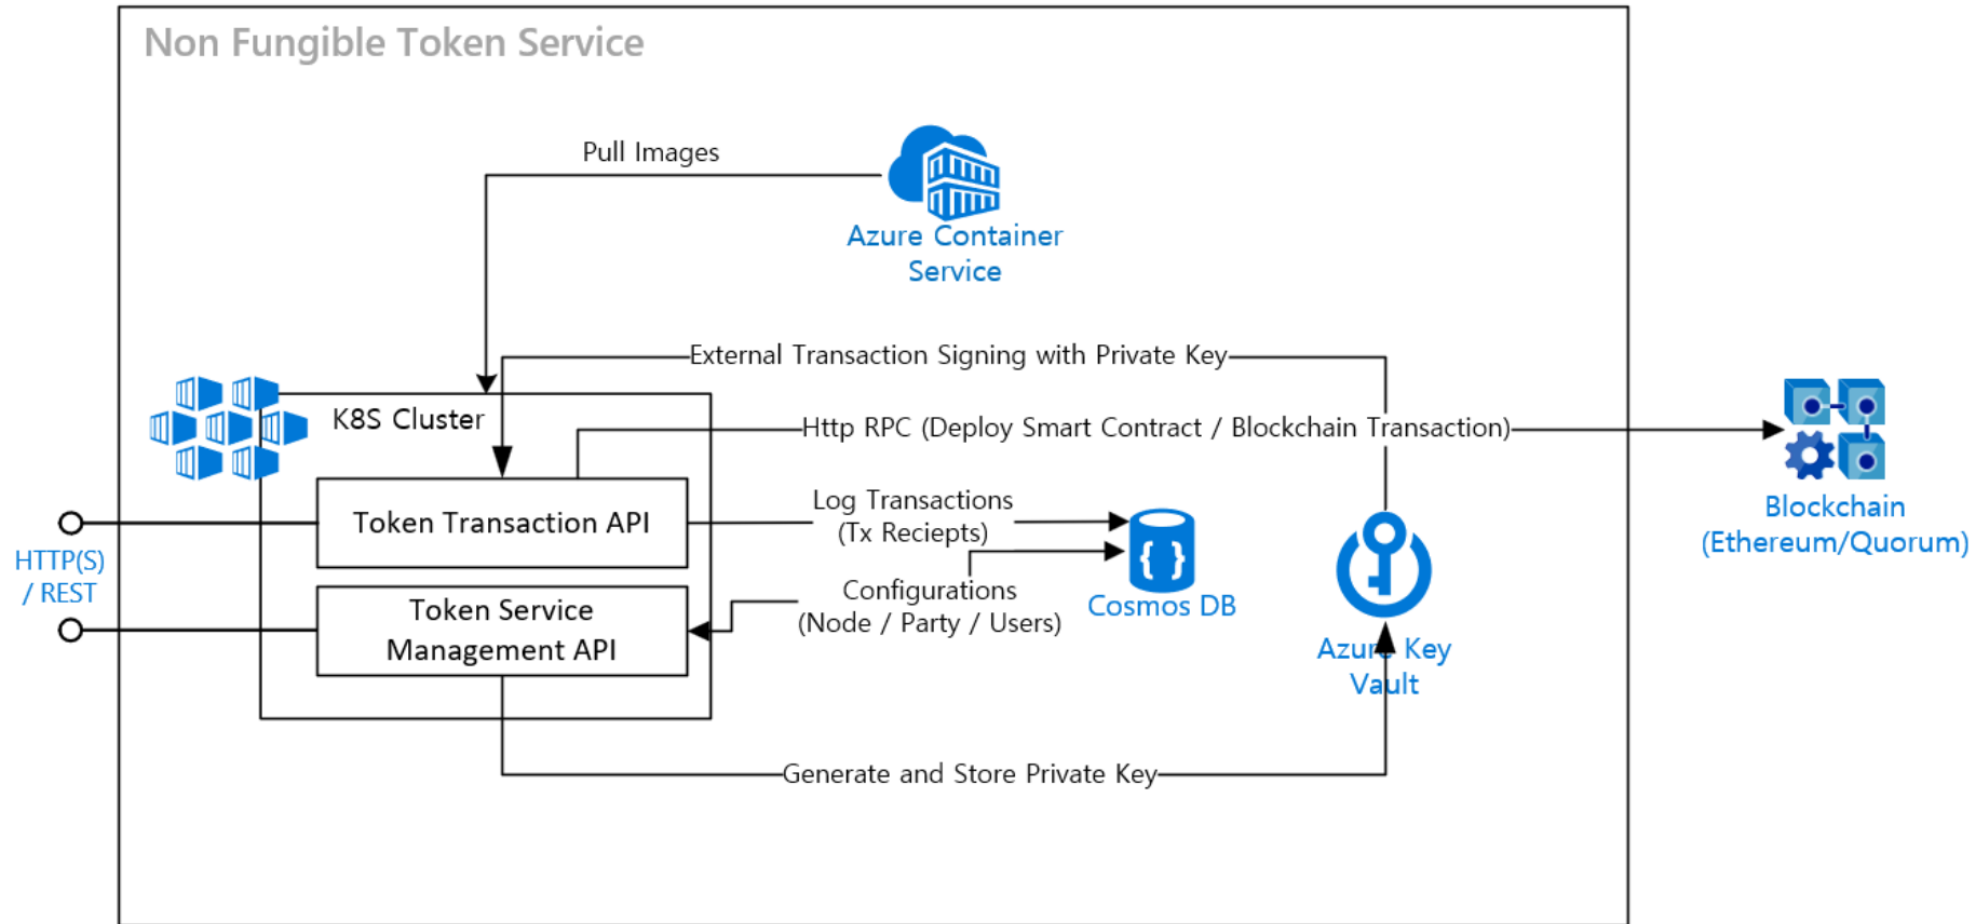 Non Fungible Token Service
Pull Images
Azure Container
Service
External Transaction Signing with Private Key
K8S Cluster
Http RPC (Deploy Smart Contract / Blockchain Transaction)
Token Transaction API
Log Transactions
(Tx Reciepts)
Blockchain
(Ethereum/Quorum)
HTTP(S)
/ REST
Token Service
Management API
Configurations
(Node / Party / Users)
Cosmos DB
Azure Key
Vault
Generate and Store Private Key